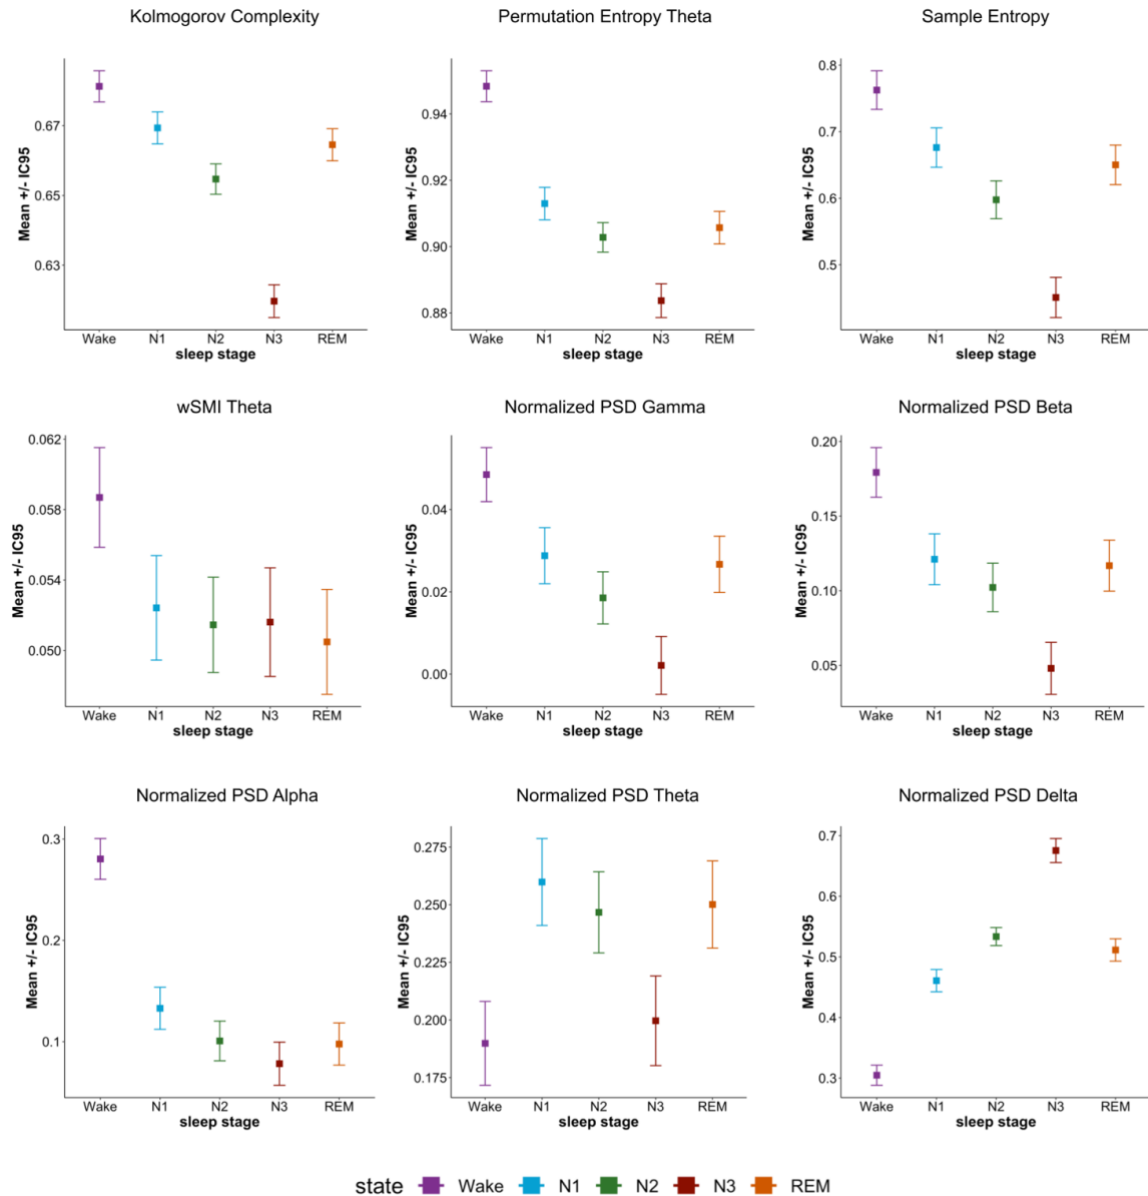 Kolmogorov Complexity
Permutation Entropy Theta
Sample Entropy
Mean +/- IC95
0.67
0.65
0.63
Wake N1 N2 N3 REM
sleep stage
Mean +/- IC95
0.94
0.92
0.90
0.88
Wake N1 N2 N3 REM
sleep stage
Mean +/- IC95
0.8
0.7
0.6
0.5
Wake N1 N2 N3 REM
sleep stage
wSMI Theta
Normalized PSD Gamma
Normalized PSD Beta
Mean +/- IC95
0.062
0.058
0.054
0.050
Wake N1 N2 N3 REM
sleep stage
Mean +/- IC95
0.04
0.02
0.00
Wake N1 N2 N3 REM
sleep stage
Mean +/- IC95
0.20
0.15
0.10
0.05
Wake N1 N2 N3 REM
sleep stage
Normalized PSD Alpha
Normalized PSD Theta
Normalized PSD Delta
Mean +/- IC95
0.3
0.2
0.1
Wake N1 N2 N3 REM
sleep stage
Mean +/- IC95
0.275
0.250
0.225
0.200
0.175
Wake N1 N2 N3 REM
sleep stage
Mean +/- IC95
0.7
0.6
0.5
0.4
0.3
Wake N1 N2 N3 REM
sleep stage
state Wake N1 N2 N3 REM